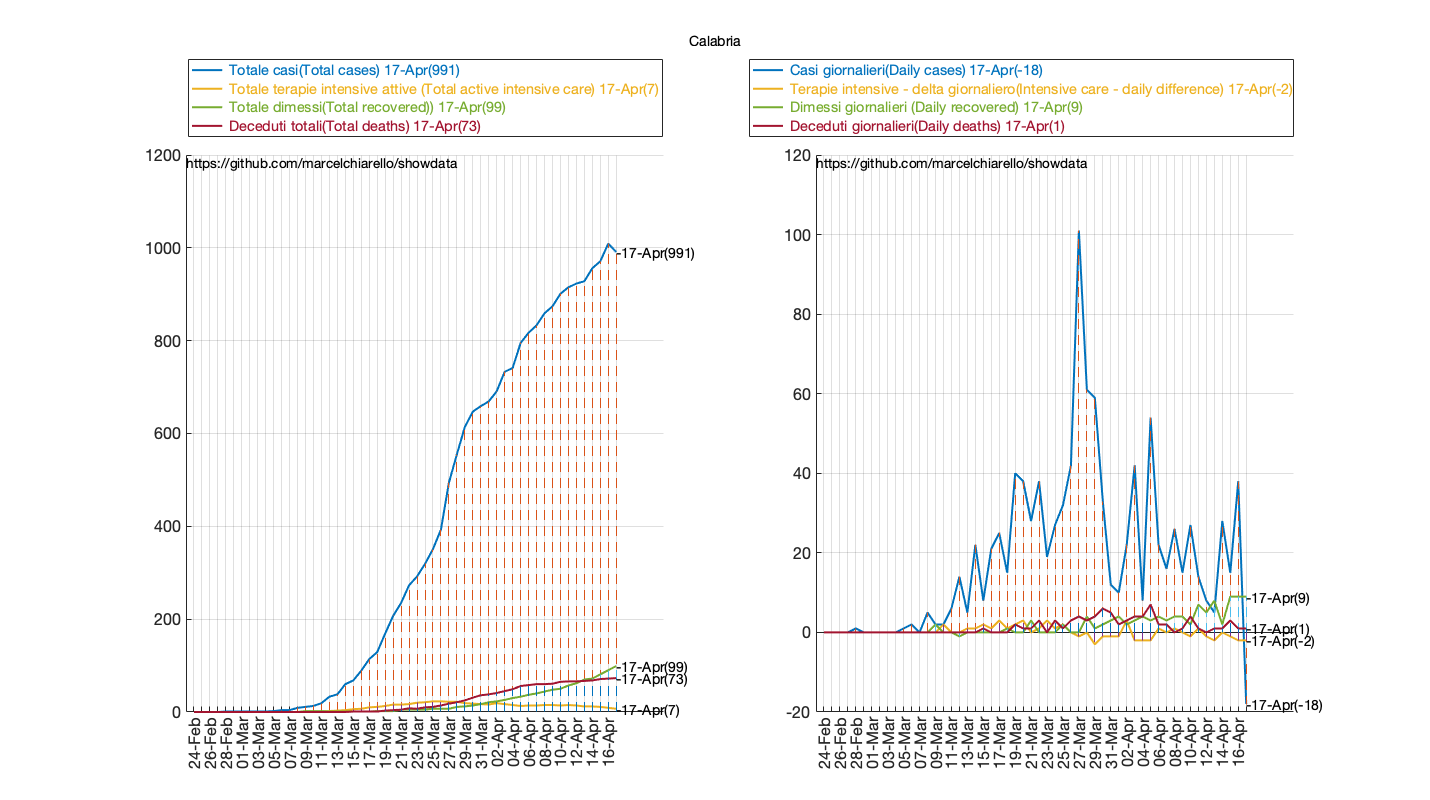 Calabria
Totale casi(Total cases) 17-Apr(991)
Totale terapie intensive attive (Total active intensive care) 17-Apr(7)
Totale dimessi(Total recovered)) 17-Apr(99)
Deceduti totali(Total deaths) 17-Apr(73)
1200
https://github.com/marcelchiarello/showdata
1000
17-Apr(991)
800
600
400
200
17-Apr(99)
17-Apr(73)
17-Apr(7)
0
24-Feb
26-Feb
28-Feb
01-Mar
03-Mar
05-Mar
07-Mar
09-Mar
11-Mar
13-Mar
15-Mar
17-Mar
19-Mar
21-Mar
23-Mar
25-Mar
27-Mar
29-Mar
31-Mar
02-Apr
04-Apr
06-Apr
08-Apr
10-Apr
12-Apr
14-Apr
16-Apr
Casi giornalieri(Daily cases) 17-Apr(-18)
Terapie intensive - delta giornaliero(Intensive care - daily difference) 17-Apr(-2)
Dimessi giornalieri (Daily recovered) 17-Apr(9)
Deceduti giornalieri(Daily deaths) 17-Apr(1)
120
https://github.com/marcelchiarello/showdata
100
80
60
40
20
17-Apr(9)
0
17-Apr(1)
17-Apr(-2)
17-Apr(-18)
-20
24-Feb
26-Feb
28-Feb
01-Mar
03-Mar
05-Mar
07-Mar
09-Mar
11-Mar
13-Mar
15-Mar
17-Mar
19-Mar
21-Mar
23-Mar
25-Mar
27-Mar
29-Mar
31-Mar
02-Apr
04-Apr
06-Apr
08-Apr
10-Apr
12-Apr
14-Apr
16-Apr